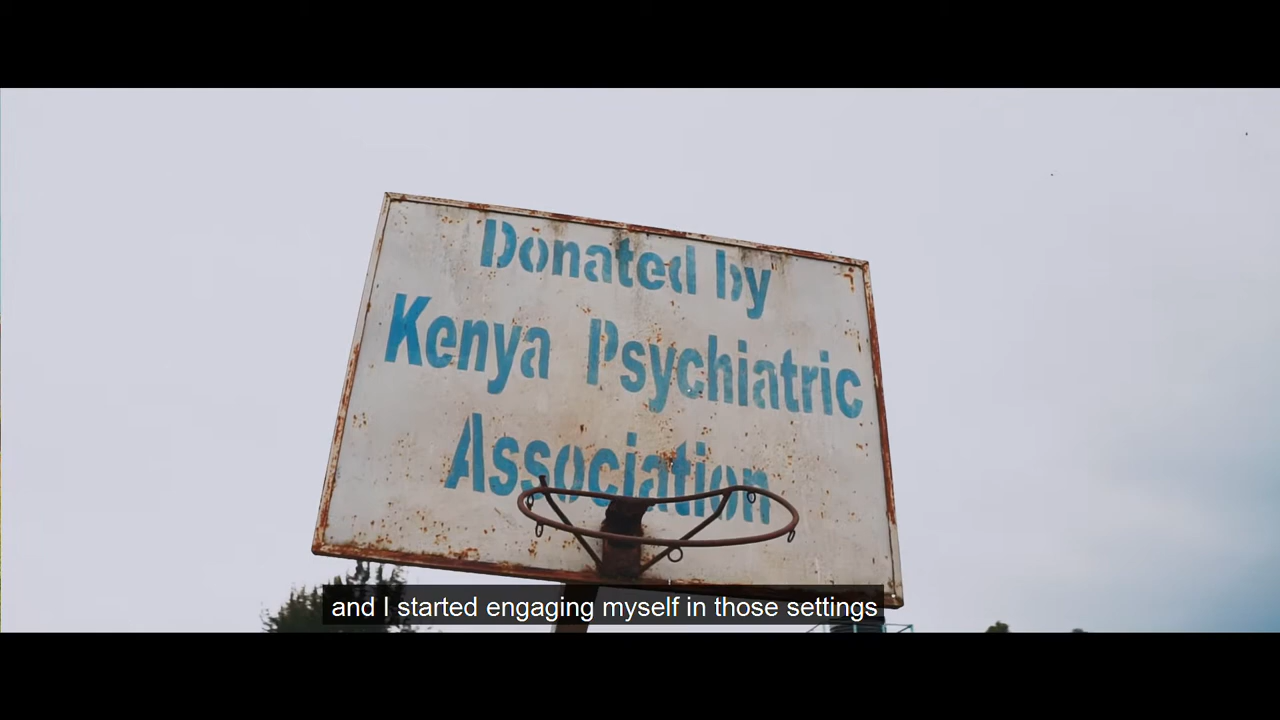 Donated by
Kenya Psychiatric
Association
and I started engaging myself in those settings